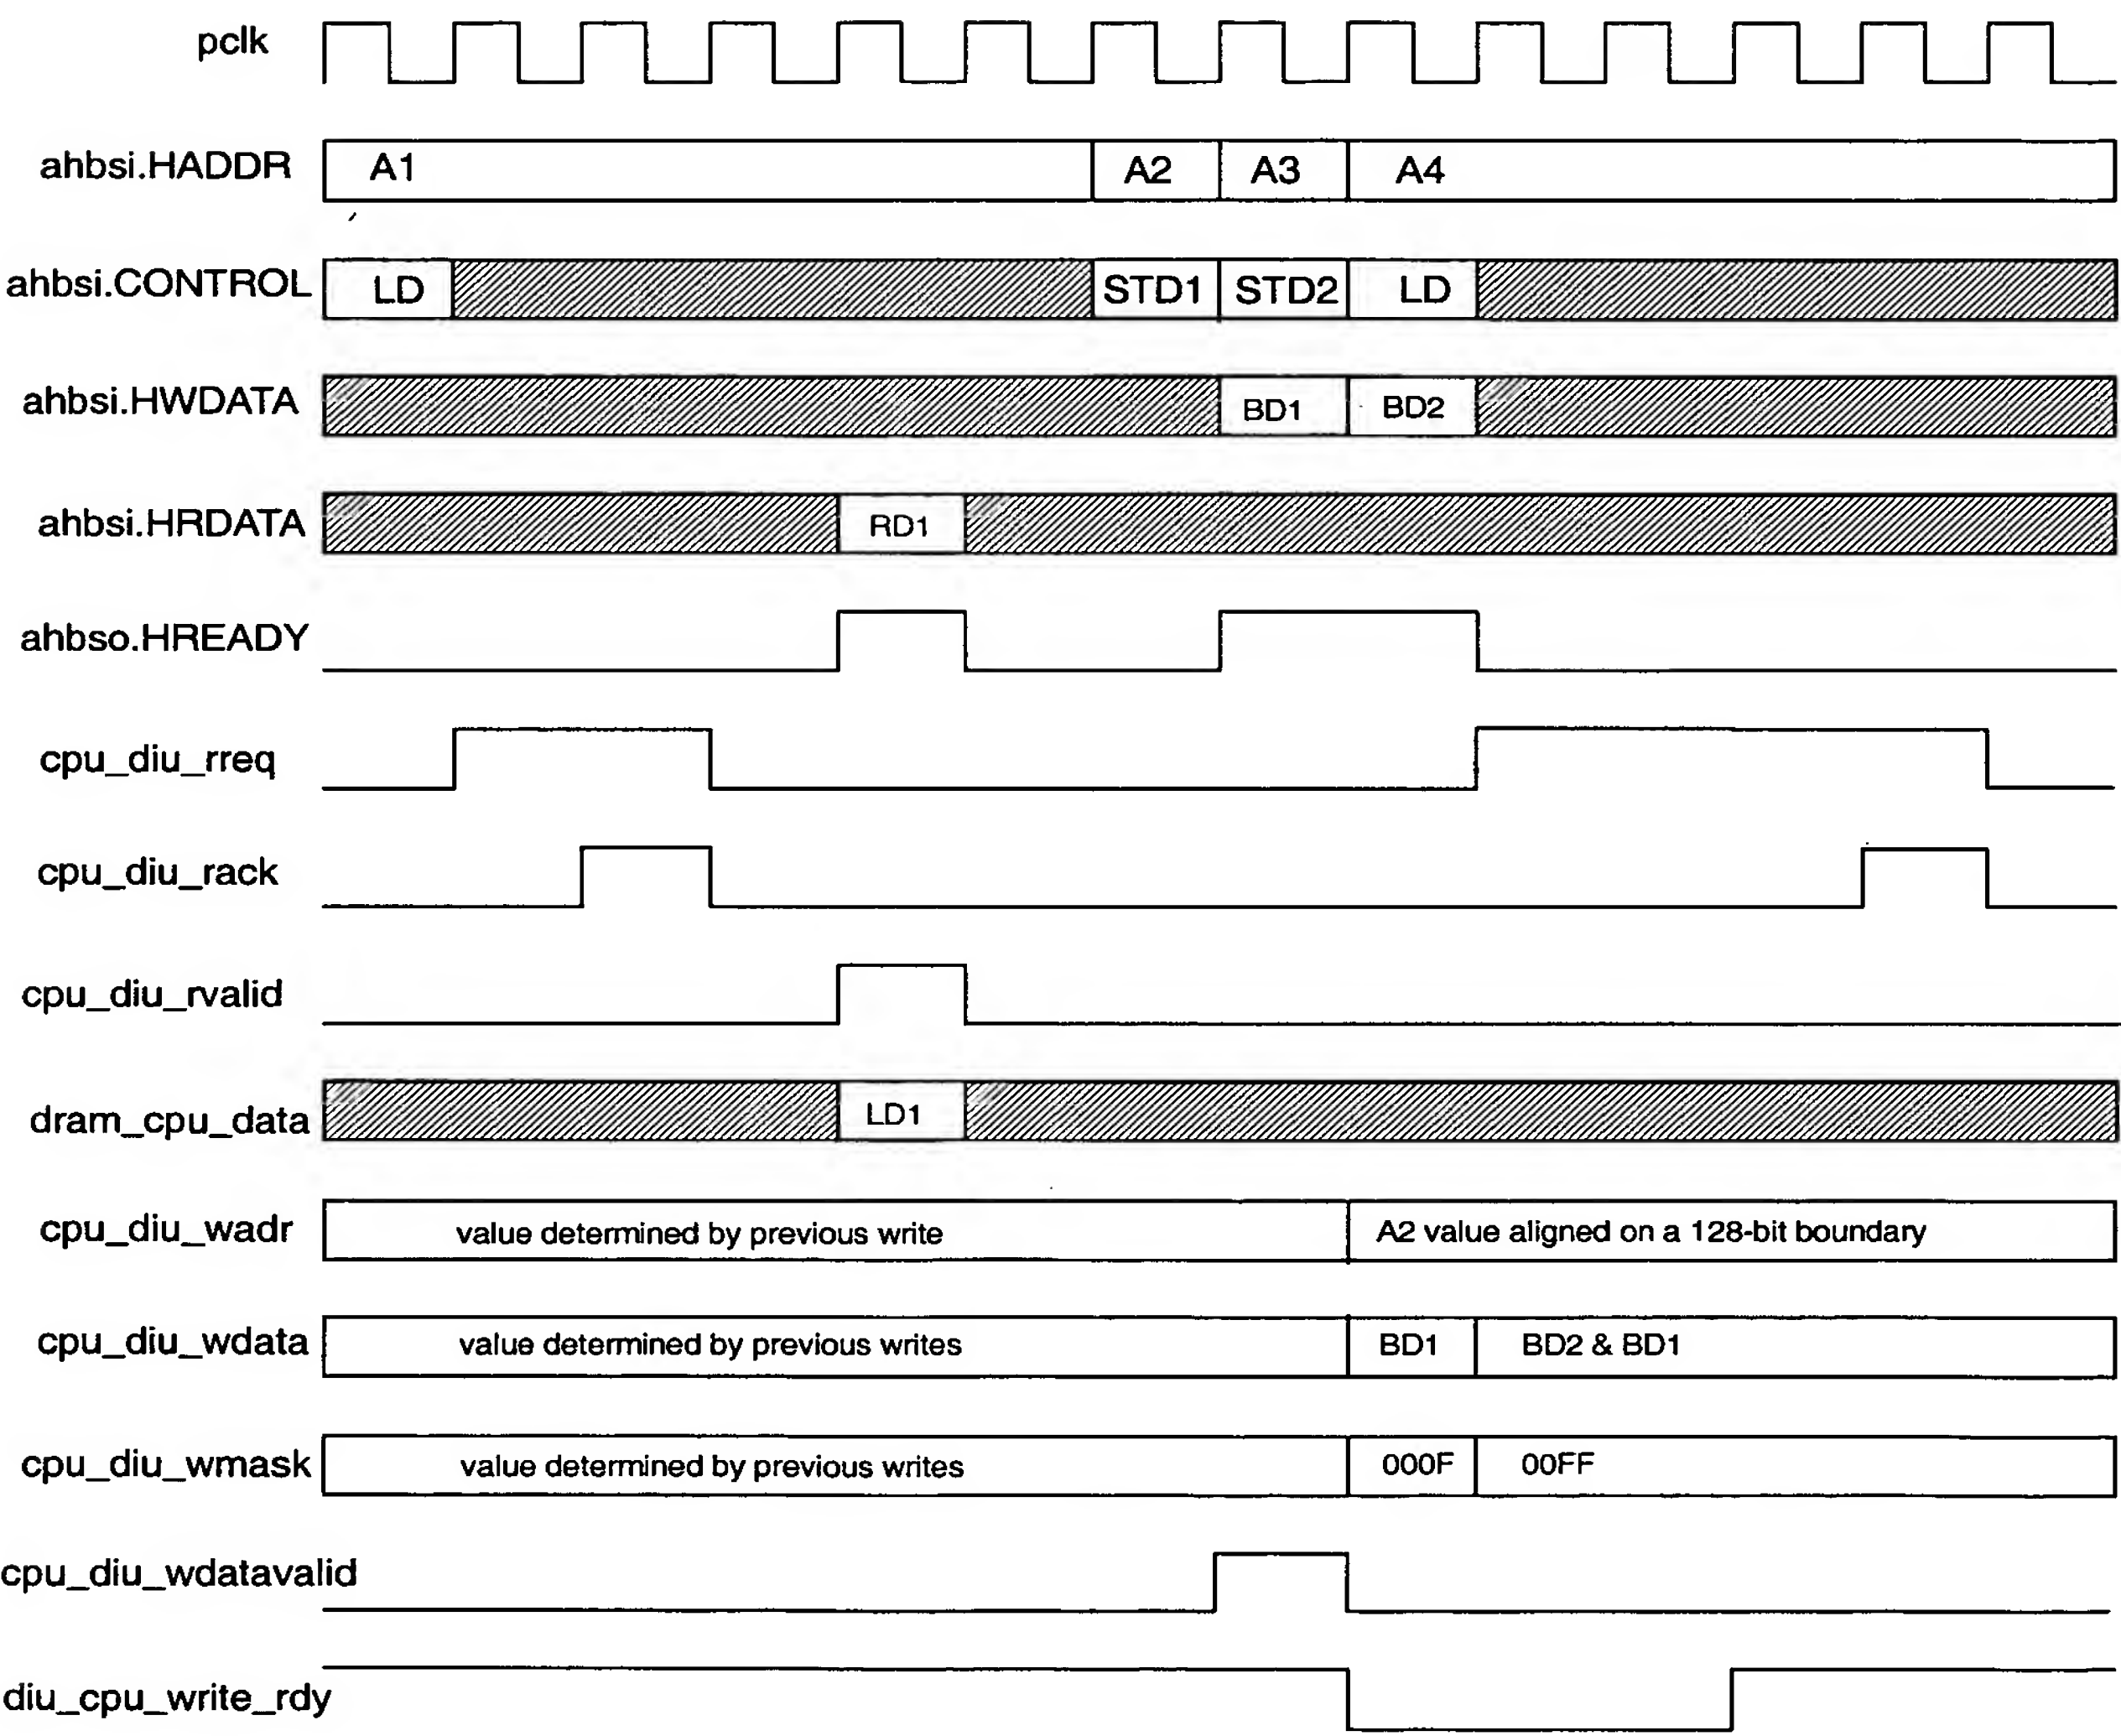 pclk
ahbsi.HADDR A1 A2 A3 A4
ahbsi.CONTROL LD STD1 STD2 LD
ahbsi.HWDATA BD1 BD2
ahbsi.HRDATA RD1
ahbso.HREADY
cpu_diu_rreq
cpu_diu_rack
cpu_diu_rvalid
dram_cpu_data LD1
cpu_diu_wadr value determined by previous write A2 value aligned on a 128-bit boundary
cpu_diu_wdata value determined by previous writes BD1 BD2 & BD1
cpu_diu_wmask value determined by previous writes 000F 00FF
cpu_diu_wdatavalid
diu_cpu_write_rdy